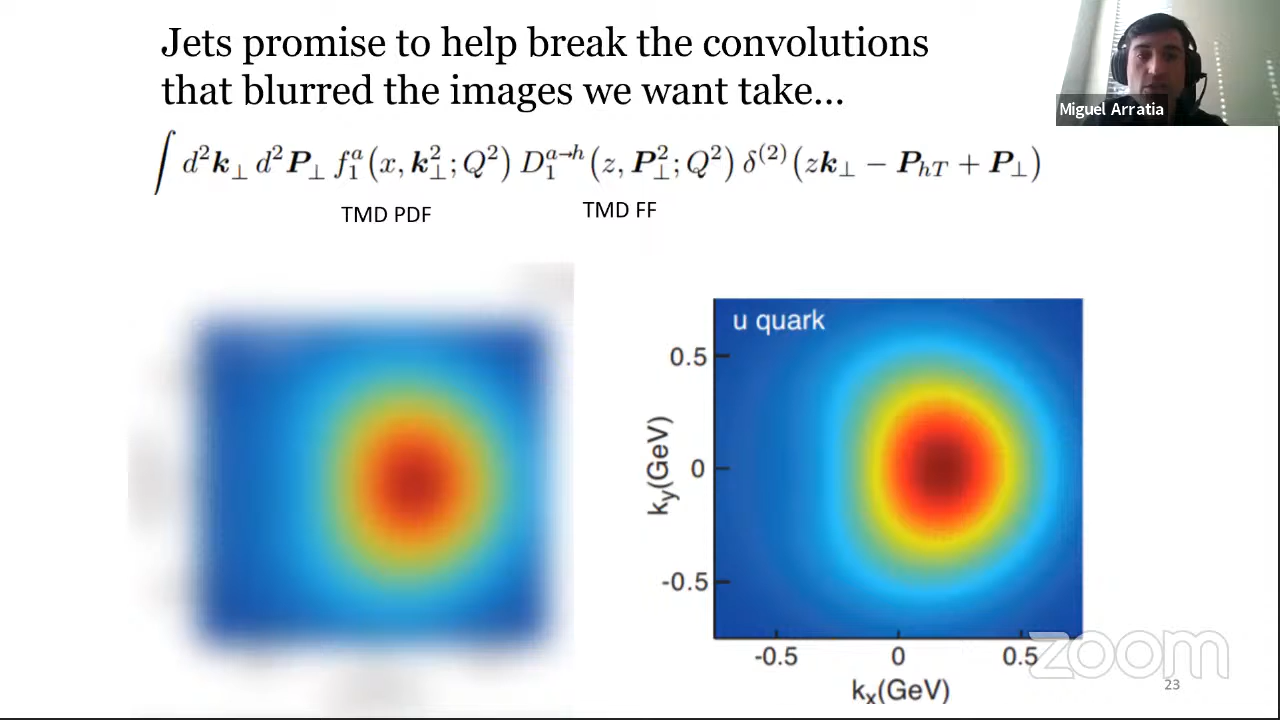 Jets promise to help break the convolutions
that blurred the images we want take...
Miguel Arratia
∫ d²k⊥ d²P⊥ f₁ᵃ(x, k⊥²; Q²) D₁ᵃ→ʰ(z, P⊥²; Q²) δ⁽²⁾(zk⊥ − P_hT + P⊥)
TMD PDF
TMD FF
u quark
0.5
0
-0.5
ky(GeV)
-0.5
0
0.5
kx(GeV)
zoom
23